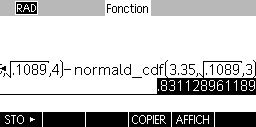 RAD Fonction
√.1089,4)-normald_cdf(3.35,√.1089,3)
.831128961189
STO ▶ COPIER AFFICH